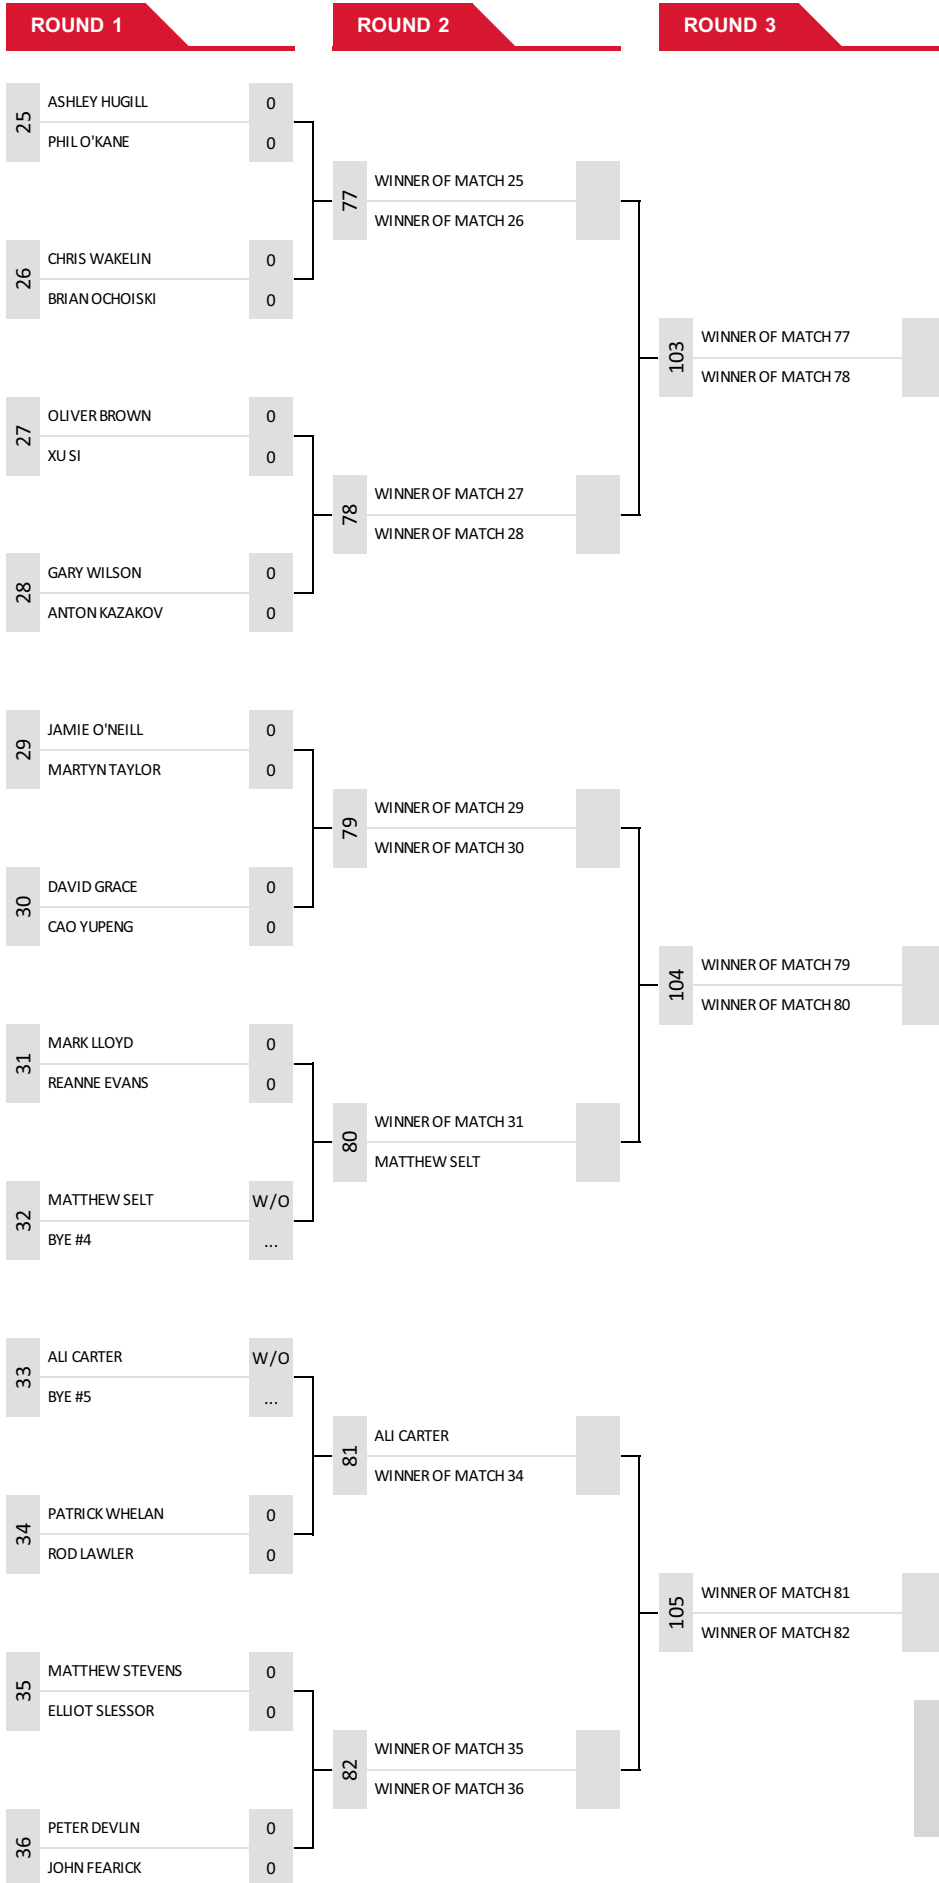 ROUND 1
ROUND 2
ROUND 3
25
ASHLEY HUGILL 0
PHIL O'KANE 0
77
WINNER OF MATCH 25
WINNER OF MATCH 26
26
CHRIS WAKELIN 0
BRIAN OCHOISKI 0
103
WINNER OF MATCH 77
WINNER OF MATCH 78
27
OLIVER BROWN 0
XU SI 0
78
WINNER OF MATCH 27
WINNER OF MATCH 28
28
GARY WILSON 0
ANTON KAZAKOV 0
29
JAMIE O'NEILL 0
MARTYN TAYLOR 0
79
WINNER OF MATCH 29
WINNER OF MATCH 30
30
DAVID GRACE 0
CAO YUPENG 0
104
WINNER OF MATCH 79
WINNER OF MATCH 80
31
MARK LLOYD 0
REANNE EVANS 0
80
WINNER OF MATCH 31
MATTHEW SELT
32
MATTHEW SELT W/O
BYE #4 ...
33
ALI CARTER W/O
BYE #5 ...
81
ALI CARTER
WINNER OF MATCH 34
34
PATRICK WHELAN 0
ROD LAWLER 0
105
WINNER OF MATCH 81
WINNER OF MATCH 82
35
MATTHEW STEVENS 0
ELLIOT SLESSOR 0
82
WINNER OF MATCH 35
WINNER OF MATCH 36
36
PETER DEVLIN 0
JOHN FEARICK 0